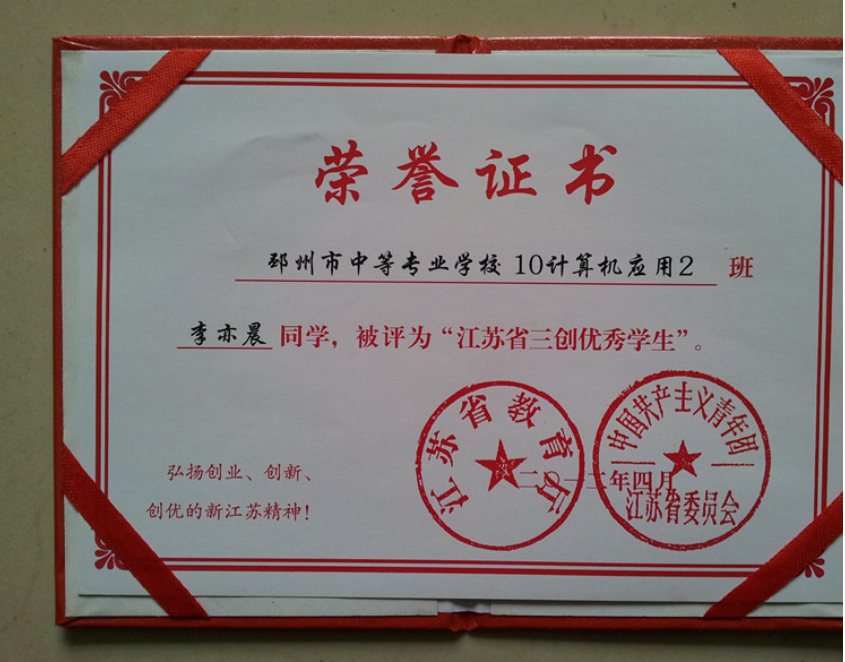 荣誉证书
邳州市中等专业学校 10计算机应用2 班
李亦晨 同学，被评为“江苏省三创优秀学生”。
弘扬创业、创新、
创优的新江苏精神！
江苏省教育厅
中国共产主义青年团
江苏省委员会
二〇一二年四月